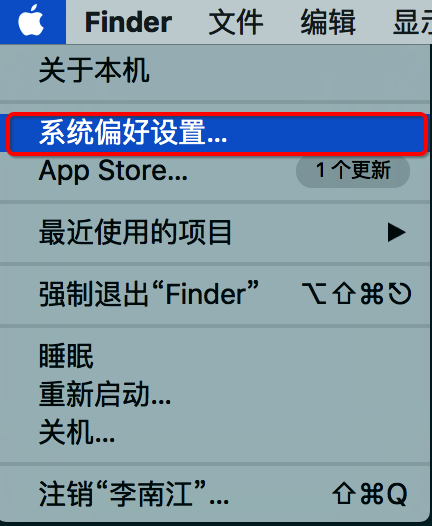 Finder 文件 编辑
关于本机
系统偏好设置...
App Store... 1 个更新
最近使用的项目 ▶
强制退出“Finder” ⌥⇧⌘⎋
睡眠
重新启动...
关机...
注销“李南江”... ⇧⌘Q